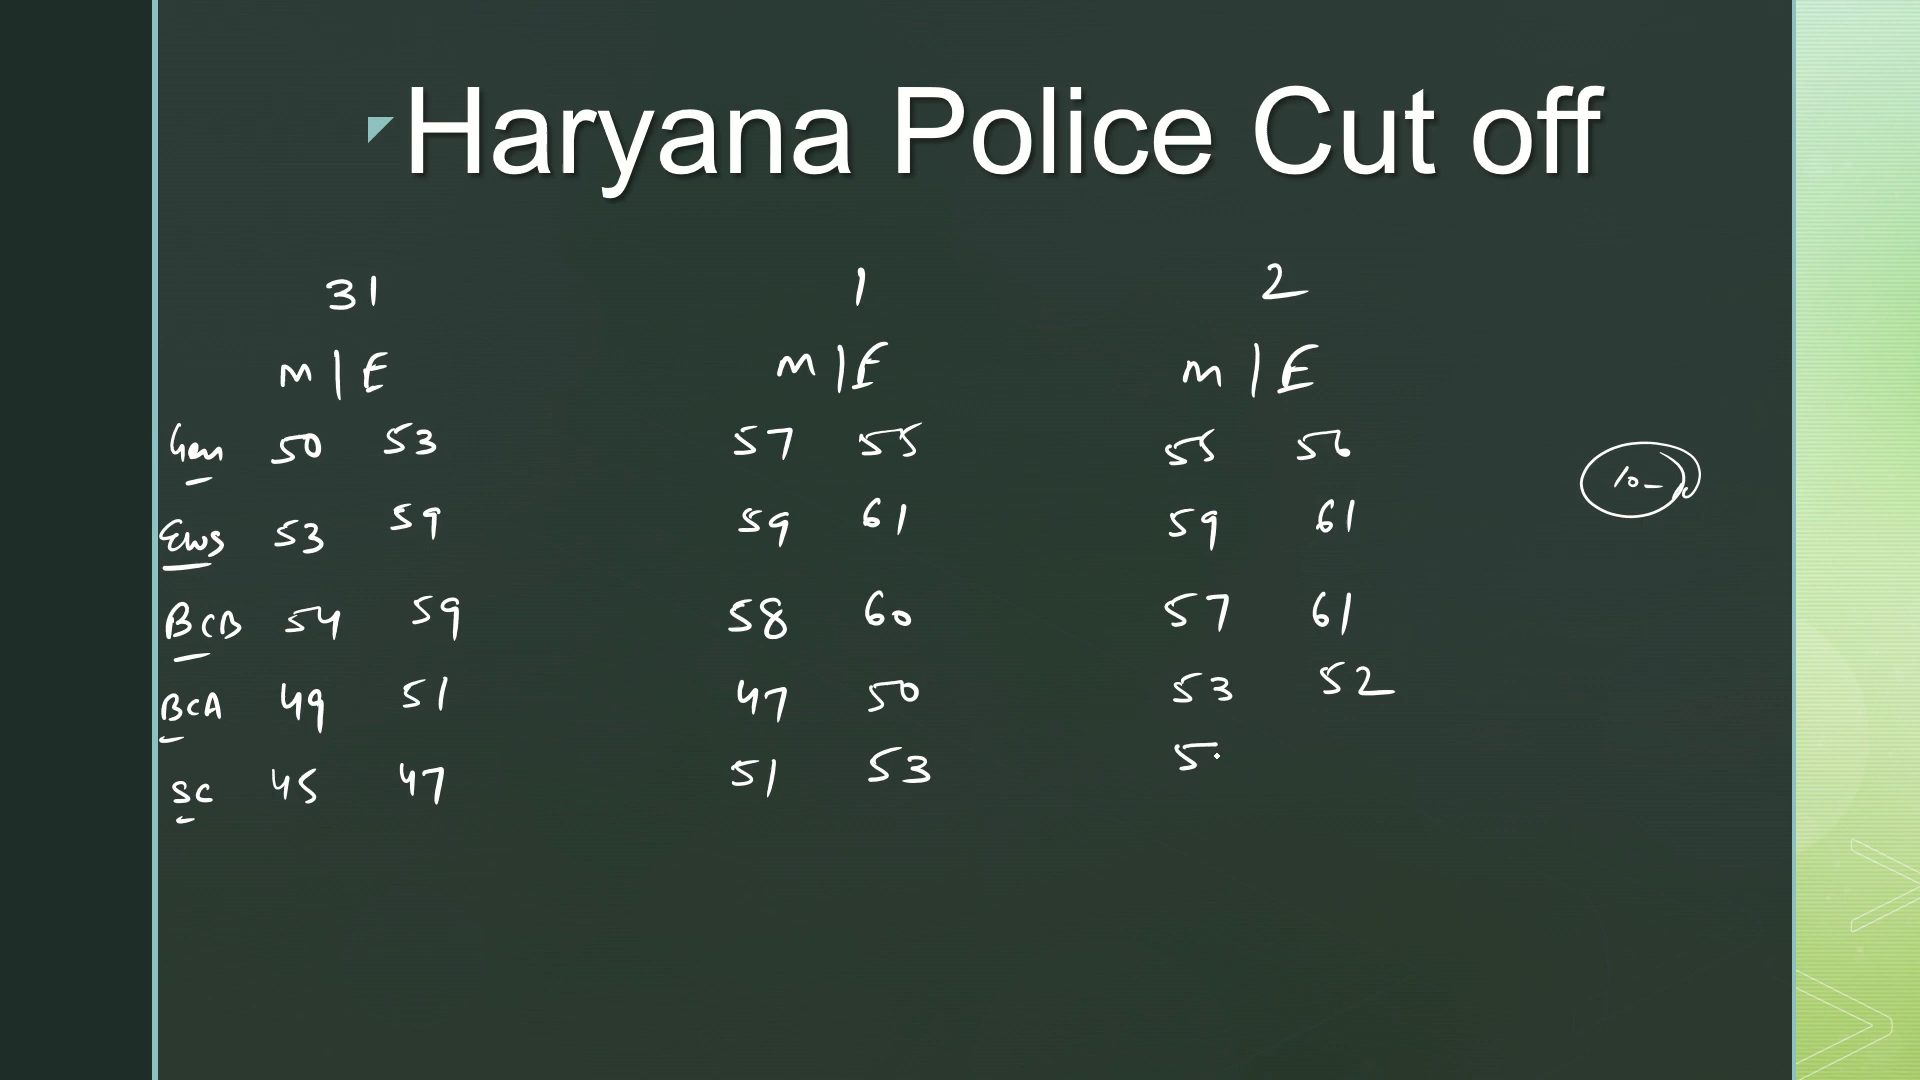 Haryana Police Cut off
31 1 2
M | E M | E M | E
Gen 50 53 57 55 55 56
EWS 53 59 59 61 59 61
BCB 54 59 58 60 57 61
BCA 49 51 47 50 53 52
SC 45 47 51 53 5